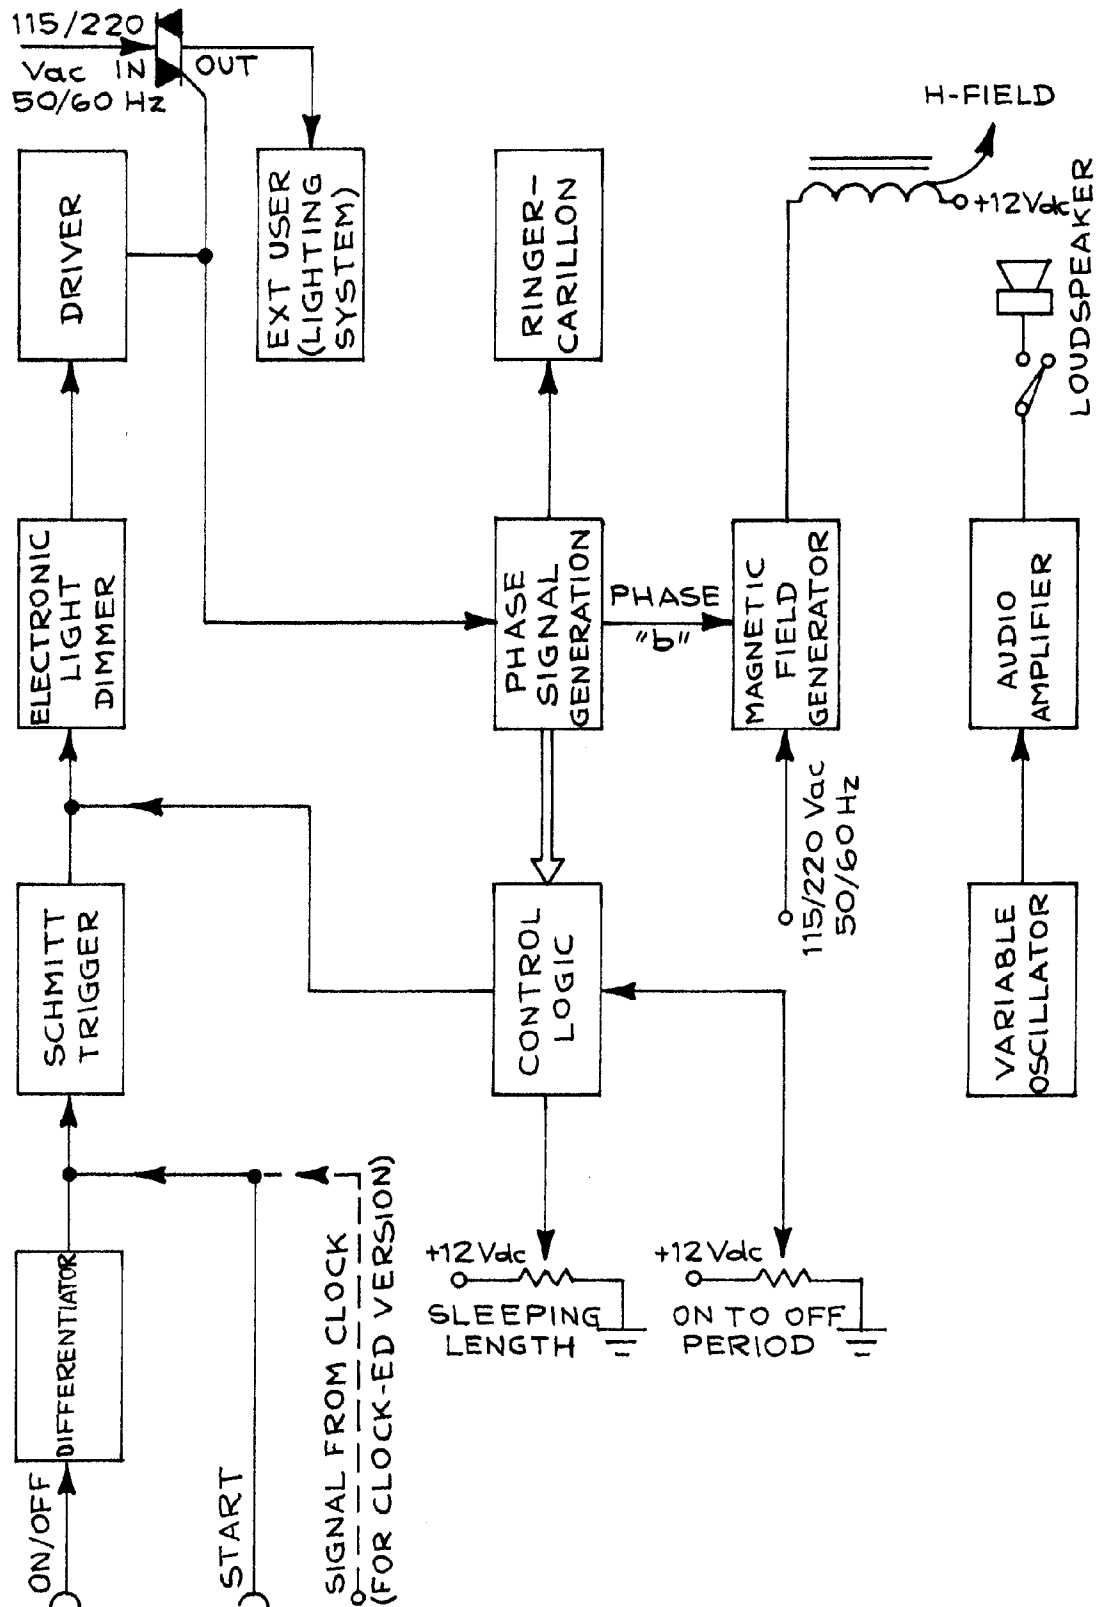 115/220
Vac IN
50/60 Hz
OUT
H-FIELD
DRIVER
EXT USER
(LIGHTING
SYSTEM)
RINGER-
CARILLON
+12Vdc
LOUDSPEAKER
ELECTRONIC
LIGHT
DIMMER
PHASE
SIGNAL
GENERATION
PHASE
"b"
MAGNETIC
FIELD
GENERATOR
AUDIO
AMPLIFIER
115/220 Vac
50/60 Hz
SCHMITT
TRIGGER
CONTROL
LOGIC
VARIABLE
OSCILLATOR
DIFFERENTIATOR
+12Vdc
SLEEPING
LENGTH
+12Vdc
ON TO OFF
PERIOD
ON/OFF
START
SIGNAL FROM CLOCK
(FOR CLOCK-ED VERSION)